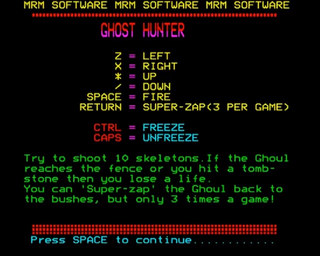 MRM SOFTWARE MRM SOFTWARE MRM SOFTWARE
GHOST HUNTER
Z = LEFT
X = RIGHT
* = UP
/ = DOWN
SPACE = FIRE
RETURN = SUPER-ZAP(3 PER GAME)
CTRL = FREEZE
CAPS = UNFREEZE
Try to shoot 10 skeletons.If the Ghoul
reaches the fence or you hit a tomb-
stone then you lose a life.
You can 'Super-zap' the Ghoul back to
the bushes, but only 3 times a game!
Press SPACE to continue............